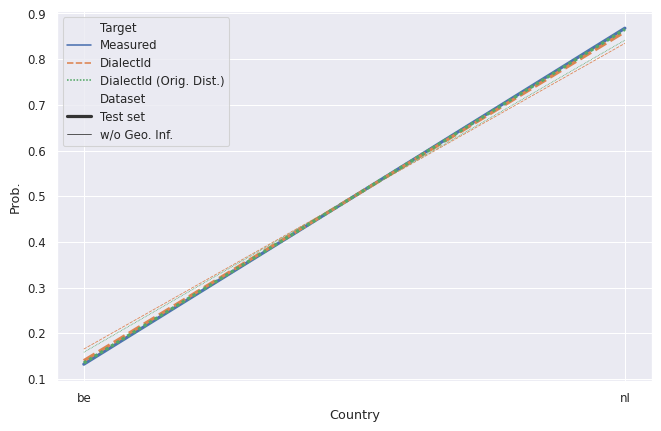 0.9
0.8
0.7
0.6
0.5
0.4
0.3
0.2
0.1
Prob.
Target
Measured
DialectId
DialectId (Orig. Dist.)
Dataset
Test set
w/o Geo. Inf.
be
nl
Country